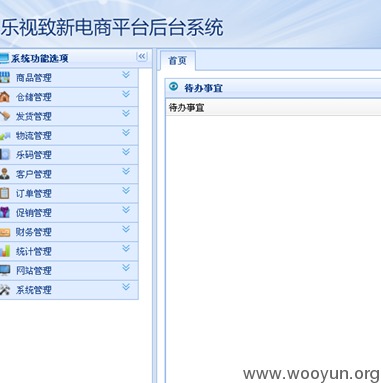 乐视致新电商平台后台系统
系统功能选项
首页
商品管理
待办事宜
仓储管理
待办事宜
发货管理
物流管理
乐码管理
客户管理
订单管理
促销管理
财务管理
统计管理
网站管理
系统管理
www.wooyun.org